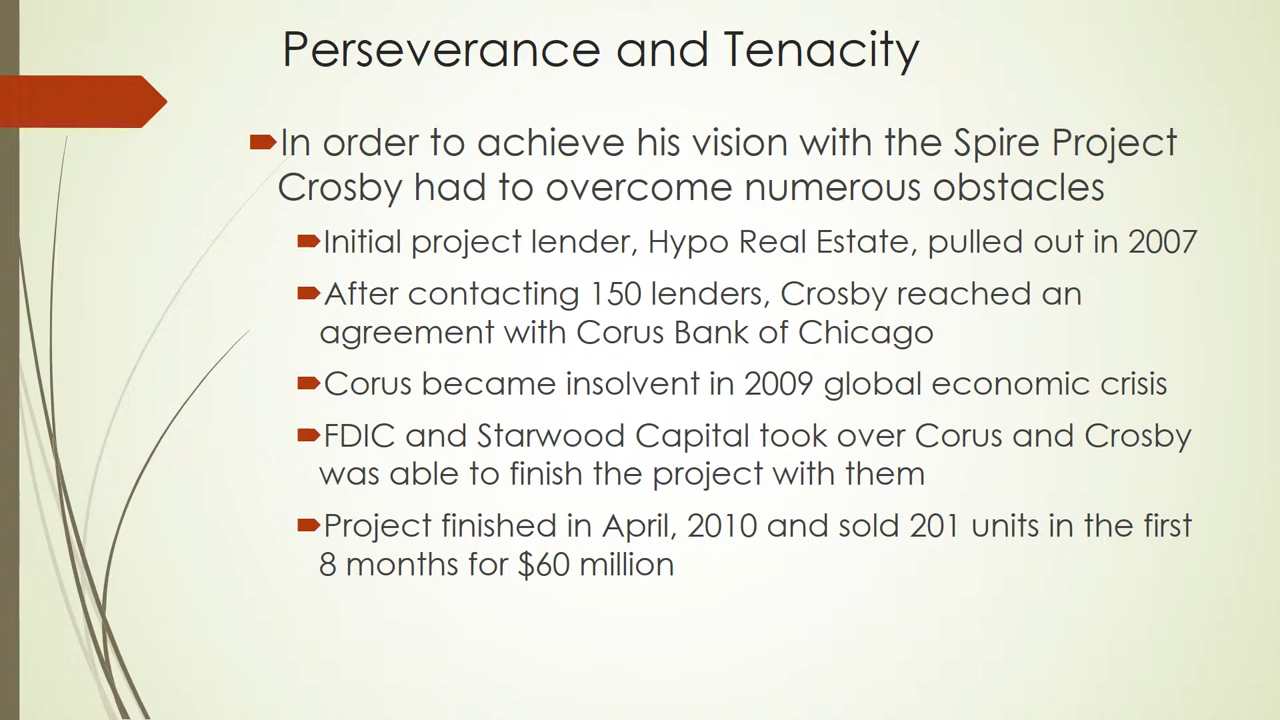 Perseverance and Tenacity
In order to achieve his vision with the Spire Project
Crosby had to overcome numerous obstacles
Initial project lender, Hypo Real Estate, pulled out in 2007
After contacting 150 lenders, Crosby reached an
agreement with Corus Bank of Chicago
Corus became insolvent in 2009 global economic crisis
FDIC and Starwood Capital took over Corus and Crosby
was able to finish the project with them
Project finished in April, 2010 and sold 201 units in the first
8 months for $60 million